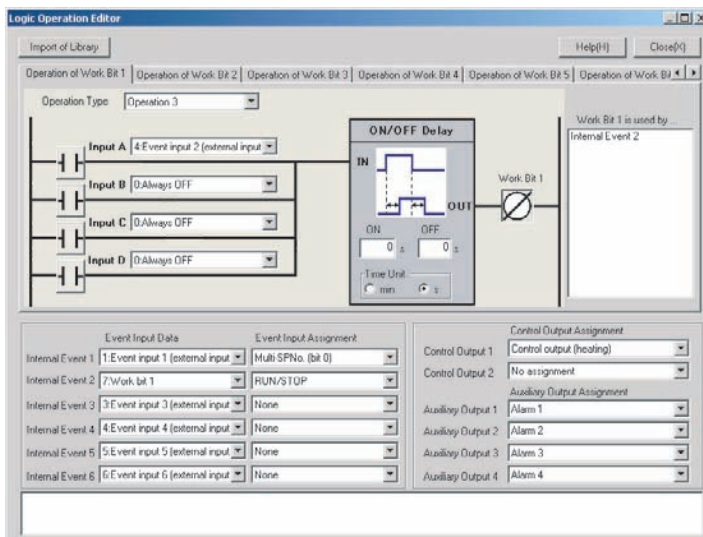 Logic Operation Editor
Import of Library
Help(H)
Close(X)
Operation of Work Bit 1
Operation of Work Bit 2
Operation of Work Bit 3
Operation of Work Bit 4
Operation of Work Bit 5
Operation of Work Bi
Operation Type
Operation 3
Input A
4:Event input 2 (external input
Input B
0:Always OFF
Input C
0:Always OFF
Input D
0:Always OFF
ON/OFF Delay
IN
OUT
ON
OFF
0 s
0 s
Time Unit
min
s
Work Bit 1
Work Bit 1 is used by ...
Internal Event 2
Event Input Data
Event Input Assignment
Internal Event 1
1:Event input 1 (external input
Multi-SP No. (bit 0)
Internal Event 2
7:Work bit 1
RUN/STOP
Internal Event 3
3:Event input 3 (external input
None
Internal Event 4
4:Event input 4 (external input
None
Internal Event 5
5:Event input 5 (external input
None
Internal Event 6
6:Event input 6 (external input
None
Control Output Assignment
Control Output 1
Control output (heating)
Control Output 2
No assignment
Auxiliary Output Assignment
Auxiliary Output 1
Alarm 1
Auxiliary Output 2
Alarm 2
Auxiliary Output 3
Alarm 3
Auxiliary Output 4
Alarm 4